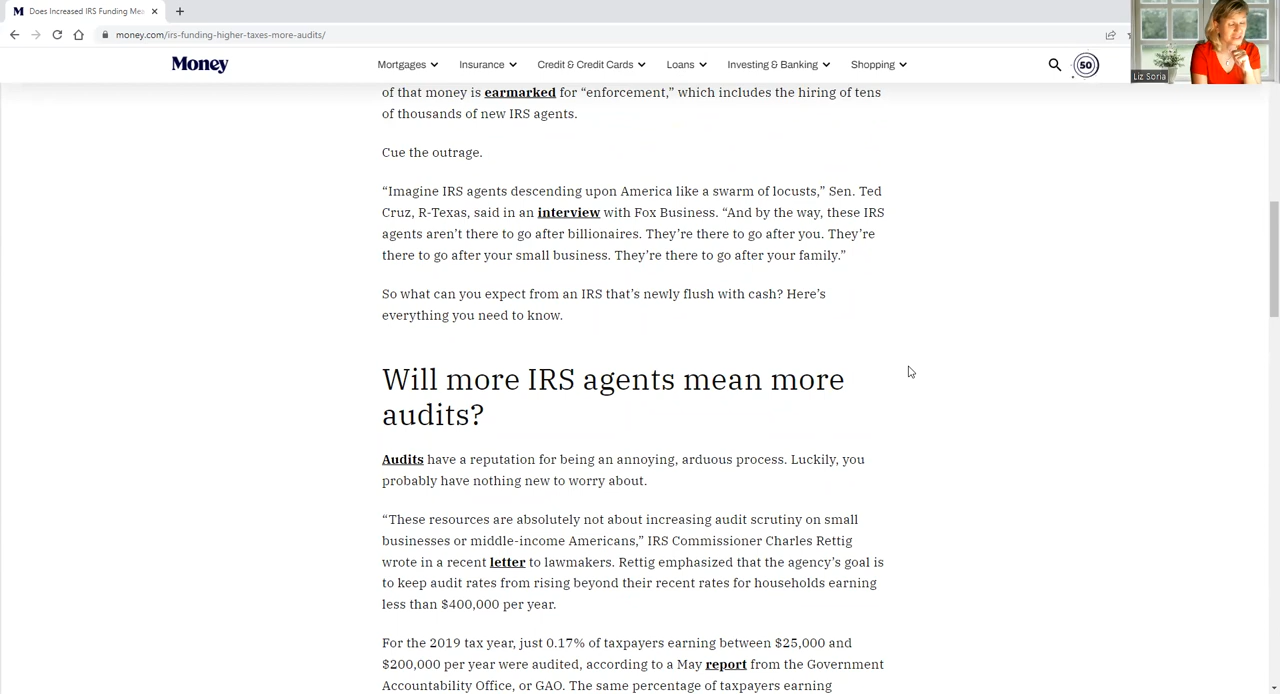 Does Increased IRS Funding Mea
money.com/irs-funding-higher-taxes-more-audits/
Liz Soria
Money
Mortgages
Insurance
Credit & Credit Cards
Loans
Investing & Banking
Shopping
50
of that money is earmarked for “enforcement,” which includes the hiring of tens
of thousands of new IRS agents.
Cue the outrage.
“Imagine IRS agents descending upon America like a swarm of locusts,” Sen. Ted
Cruz, R-Texas, said in an interview with Fox Business. “And by the way, these IRS
agents aren’t there to go after billionaires. They’re there to go after you. They’re
there to go after your small business. They’re there to go after your family.”
So what can you expect from an IRS that’s newly flush with cash? Here’s
everything you need to know.
Will more IRS agents mean more
audits?
Audits have a reputation for being an annoying, arduous process. Luckily, you
probably have nothing new to worry about.
“These resources are absolutely not about increasing audit scrutiny on small
businesses or middle-income Americans,” IRS Commissioner Charles Rettig
wrote in a recent letter to lawmakers. Rettig emphasized that the agency’s goal is
to keep audit rates from rising beyond their recent rates for households earning
less than $400,000 per year.
For the 2019 tax year, just 0.17% of taxpayers earning between $25,000 and
$200,000 per year were audited, according to a May report from the Government
Accountability Office, or GAO. The same percentage of taxpayers earning